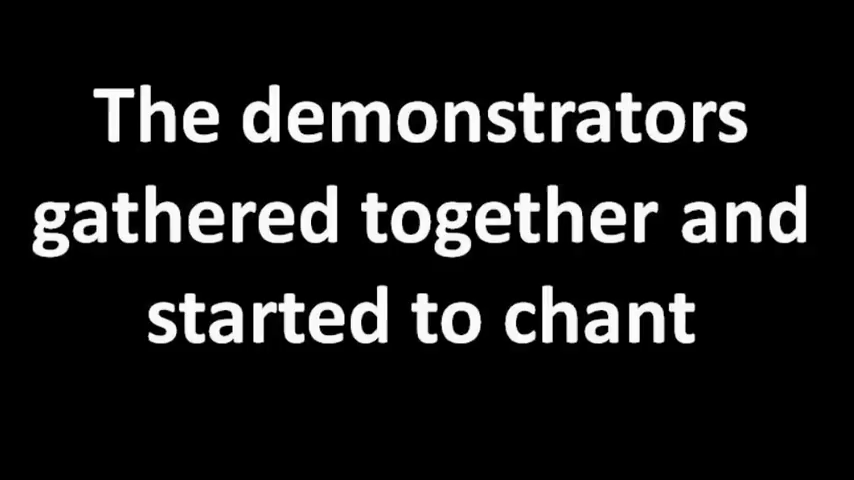 The demonstrators
gathered together and
started to chant